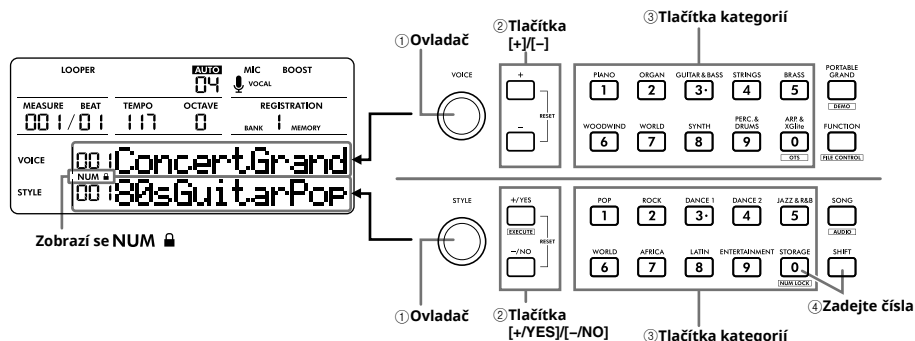 ①Ovladač
②Tlačítka
[+]/[−]
③Tlačítka kategorií
LOOPER
AUTO
04
MIC
VOCAL
BOOST
MEASURE BEAT
001/01
TEMPO
117
OCTAVE
0
REGISTRATION
BANK 1 MEMORY
VOICE
001ConcertGrand
NUM
STYLE
00180sGuitarPop
Zobrazí se NUM
VOICE
+
−
RESET
PIANO ORGAN GUITAR & BASS STRINGS BRASS
1 2 3• 4 5
WOODWIND WORLD SYNTH PERC. & DRUMS ARP. & XGlite
6 7 8 9 0
OTS
PORTABLE
GRAND
DEMO
FUNCTION
FILE CONTROL
STYLE
+/YES
EXECUTE
−/NO
RESET
POP ROCK DANCE 1 DANCE 2 JAZZ & R&B
1 2 3• 4 5
WORLD AFRICA LATIN ENTERTAINMENT STORAGE
6 7 8 9 0
NUM LOCK
SONG
AUDIO
SHIFT
①Ovladač
②Tlačítka
[+/YES]/[−/NO]
③Tlačítka kategorií
④Zadejte čísla